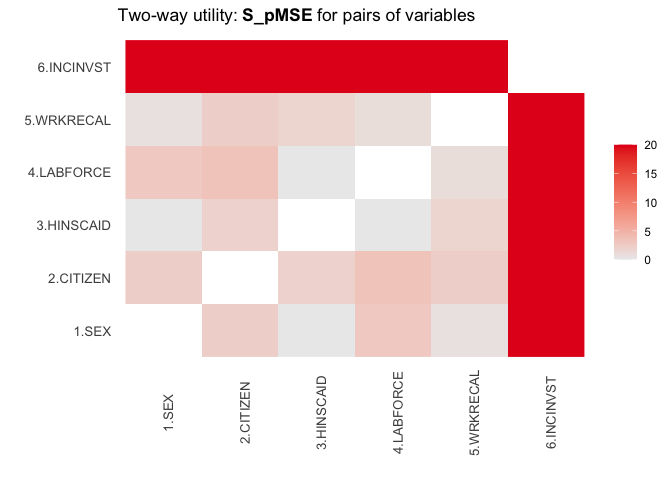 Two-way utility: S_pMSE for pairs of variables
6.INCINVST
5.WRKRECAL
4.LABFORCE
3.HINSCAID
2.CITIZEN
1.SEX
20
15
10
5
0
1.SEX
2.CITIZEN
3.HINSCAID
4.LABFORCE
5.WRKRECAL
6.INCINVST